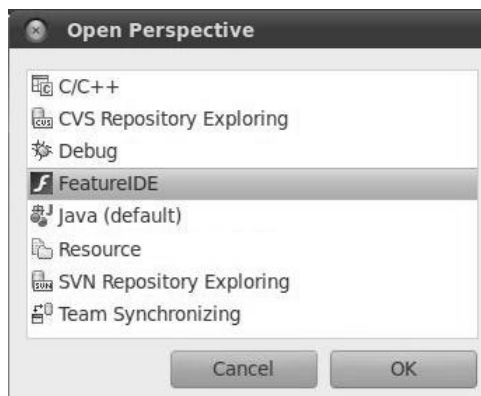 Open Perspective
C/C++
CVS Repository Exploring
Debug
FeatureIDE
Java (default)
Resource
SVN Repository Exploring
Team Synchronizing
Cancel OK